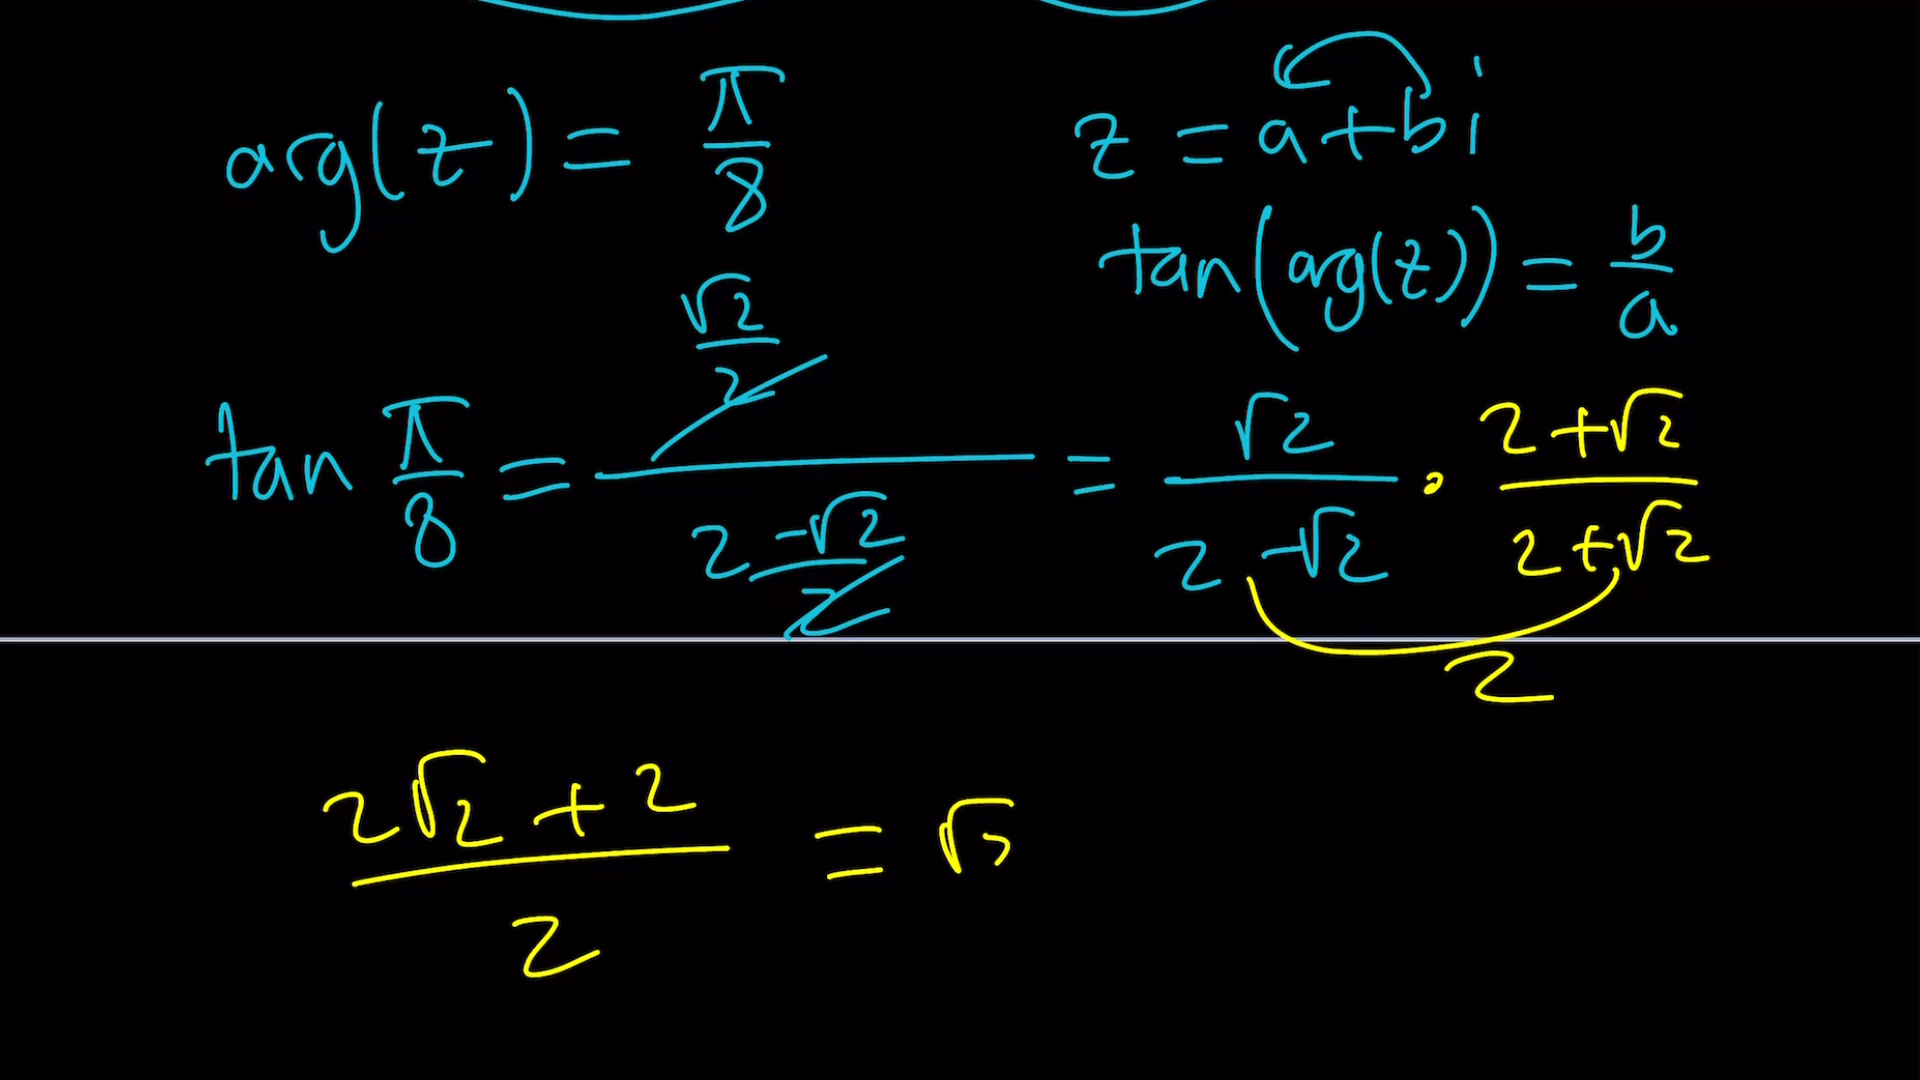 arg(z) = π/8
z = a + bi
tan(arg(z)) = b/a
tan π/8 = (√2/2)/((2 - √2)/2) = √2/(2 - √2) · (2 + √2)/(2 + √2)
2
(2√2 + 2)/2 = √